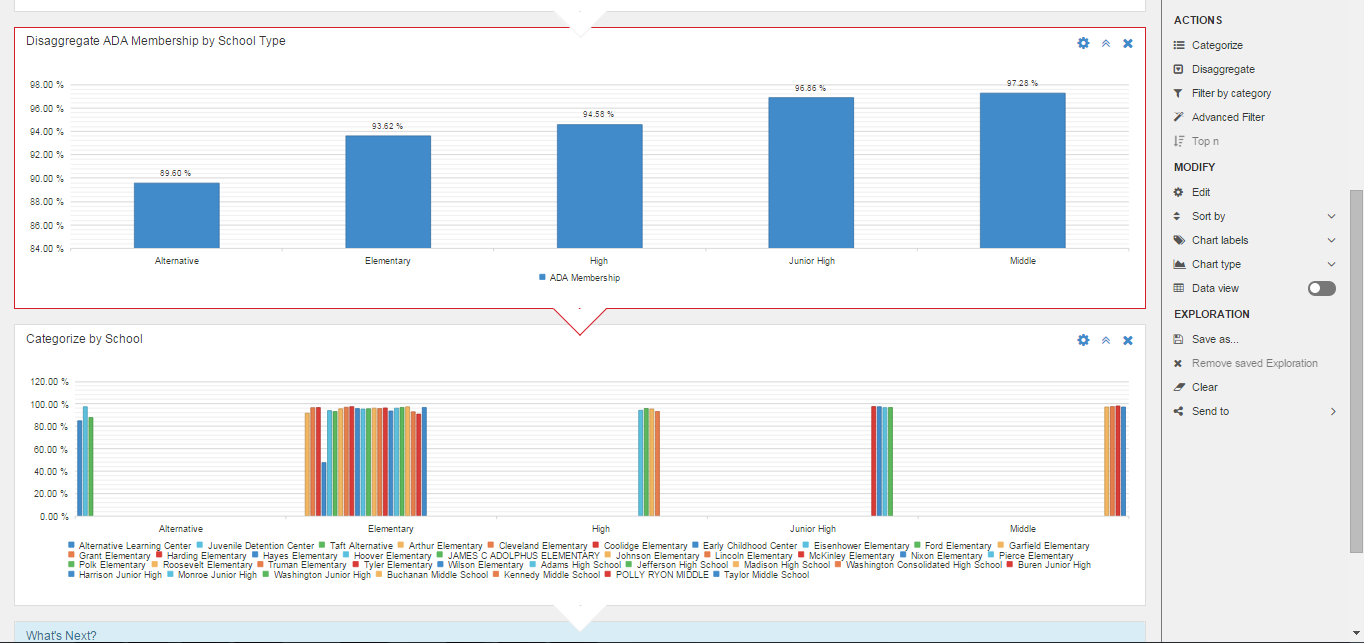 Disaggregate ADA Membership by School Type
98.00 %
96.00 %
94.00 %
92.00 %
90.00 %
88.00 %
86.00 %
84.00 %
89.60 %
93.62 %
94.58 %
96.86 %
97.28 %
Alternative Elementary High Junior High Middle
ADA Membership
Categorize by School
120.00 %
100.00 %
80.00 %
60.00 %
40.00 %
20.00 %
0.00 %
Alternative Elementary High Junior High Middle
Alternative Learning Center Juvenile Detention Center Taft Alternative Arthur Elementary Cleveland Elementary Coolidge Elementary Early Childhood Center Eisenhower Elementary Ford Elementary Garfield Elementary
Grant Elementary Harding Elementary Hayes Elementary Hoover Elementary JAMES C ADOLPHUS ELEMENTARY Johnson Elementary Lincoln Elementary McKinley Elementary Nixon Elementary Pierce Elementary
Polk Elementary Roosevelt Elementary Truman Elementary Tyler Elementary Wilson Elementary Adams High School Jefferson High School Madison High School Washington Consolidated High School Buren Junior High
Harrison Junior High Monroe Junior High Washington Junior High Buchanan Middle School Kennedy Middle School POLLY RYON MIDDLE Taylor Middle School
What's Next?
ACTIONS
Categorize
Disaggregate
Filter by category
Advanced Filter
Top n
MODIFY
Edit
Sort by
Chart labels
Chart type
Data view
EXPLORATION
Save as...
Remove saved Exploration
Clear
Send to